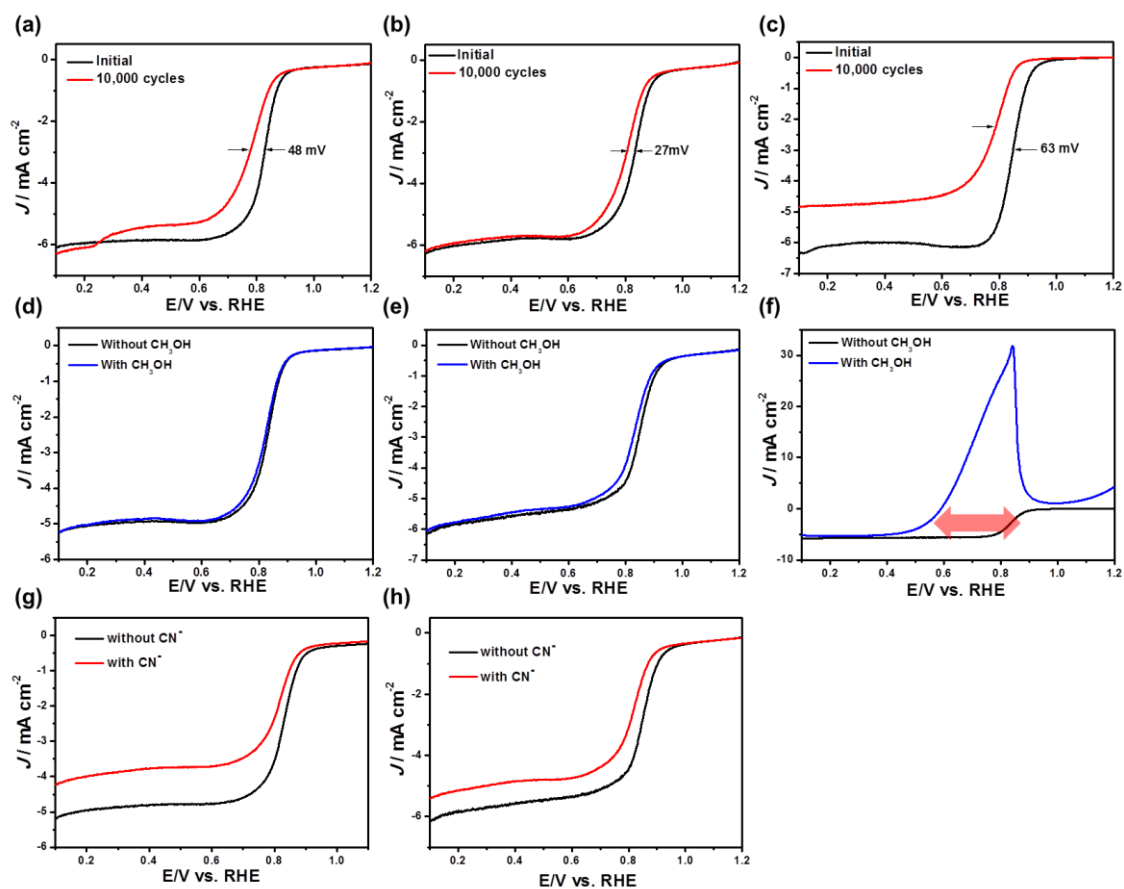 (a)
Initial
10,000 cycles
48 mV
J / mA cm-2
0
-2
-4
-6
0.2 0.4 0.6 0.8 1.0 1.2
E/V vs. RHE
(b)
Initial
10,000 cycles
27mV
J / mA cm-2
0
-2
-4
-6
0.2 0.4 0.6 0.8 1.0 1.2
E/V vs. RHE
(c)
Initial
10,000 cycles
63 mV
J / mA cm-2
0
-1
-2
-3
-4
-5
-6
-7
0.2 0.4 0.6 0.8 1.0 1.2
E/V vs. RHE
(d)
Without CH3OH
With CH3OH
J / mA cm-2
0
-1
-2
-3
-4
-5
-6
0.2 0.4 0.6 0.8 1.0 1.2
E/V vs. RHE
(e)
Without CH3OH
With CH3OH
J / mA cm-2
0
-1
-2
-3
-4
-5
-6
-7
0.2 0.4 0.6 0.8 1.0 1.2
E/V vs. RHE
(f)
Without CH3OH
With CH3OH
J / mA cm-2
30
20
10
0
-10
0.2 0.4 0.6 0.8 1.0 1.2
E/V vs. RHE
(g)
without CN-
with CN-
J / mA cm-2
0
-1
-2
-3
-4
-5
-6
0.2 0.4 0.6 0.8 1.0
E/V vs. RHE
(h)
without CN-
with CN-
J / mA cm-2
0
-2
-4
-6
0.2 0.4 0.6 0.8 1.0 1.2
E/V vs. RHE